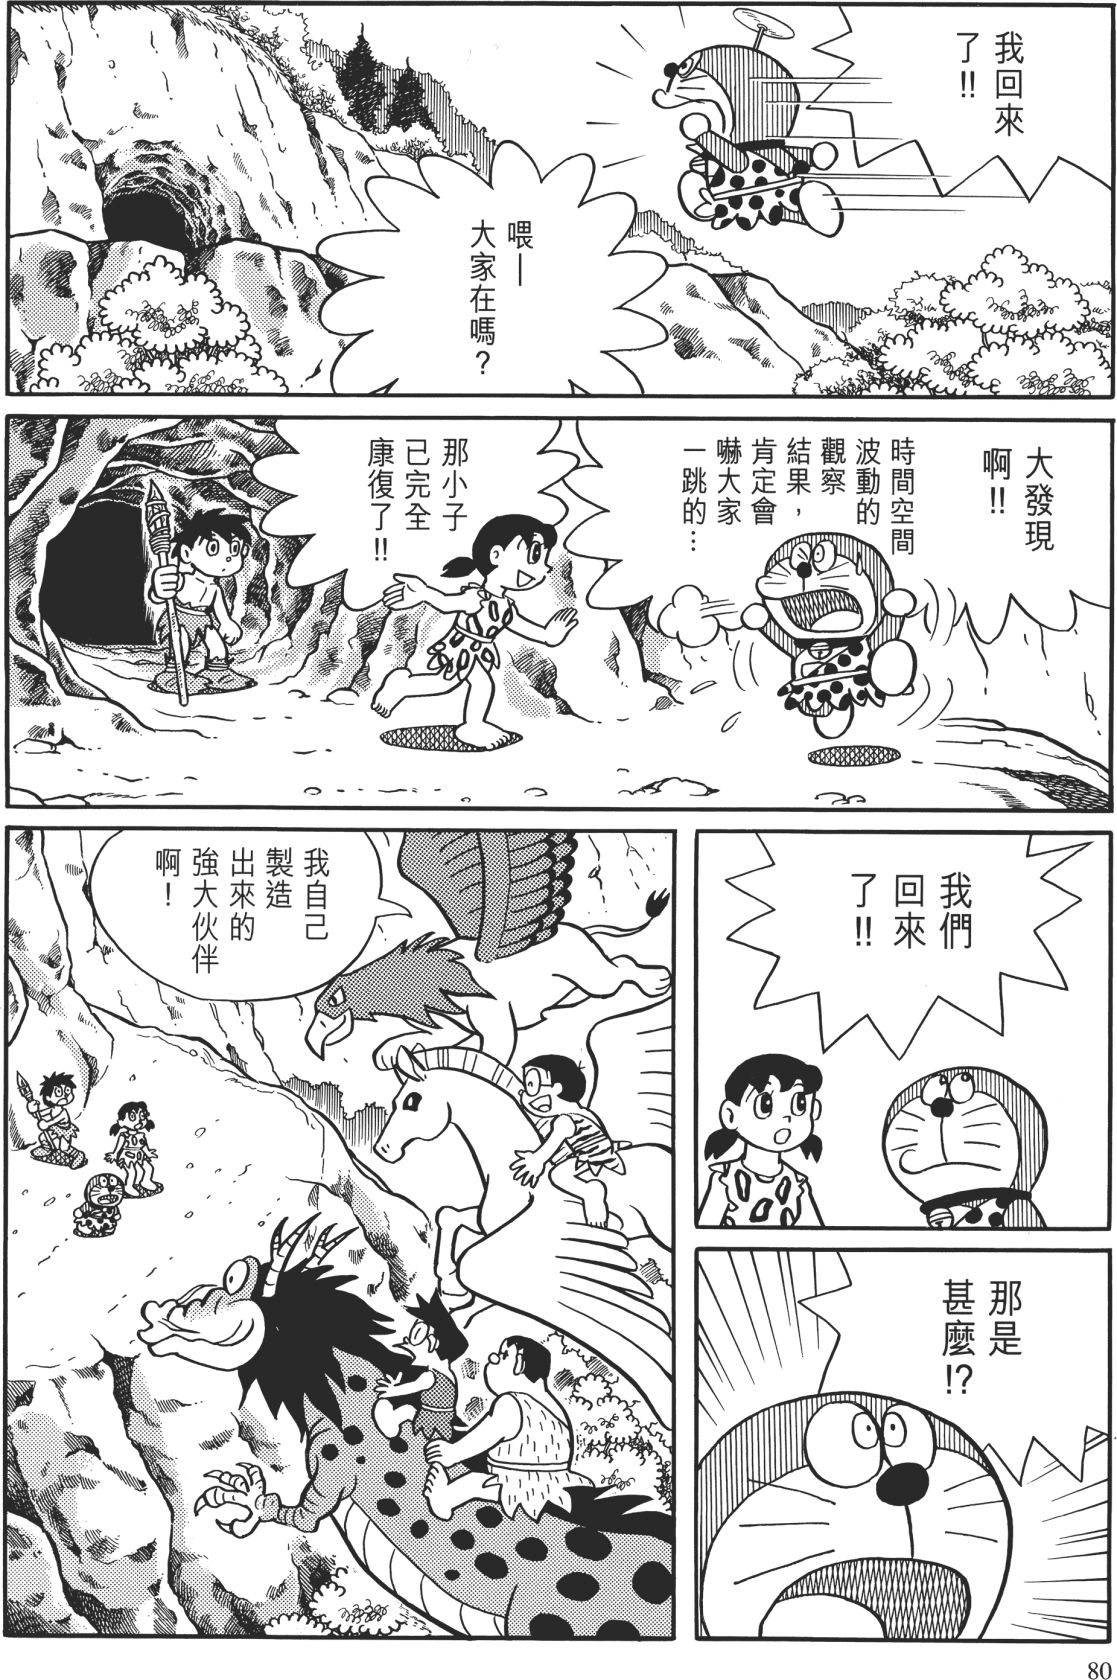 我回來
了!!
喂—
大家在嗎？
大發現
啊!!
時間空間
波動的
觀察
結果，
肯定會
嚇大家
一跳的…
那小子
已完全
康復了!!
我們
回來
了!!
那是
甚麼!?
我自己
製造
出來的
強大伙伴
啊！
80